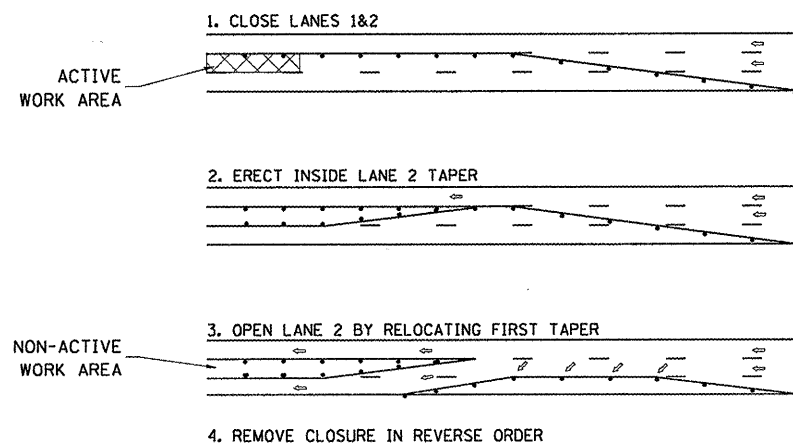 1. CLOSE LANES 1&2
ACTIVE
WORK AREA
2. ERECT INSIDE LANE 2 TAPER
3. OPEN LANE 2 BY RELOCATING FIRST TAPER
NON-ACTIVE
WORK AREA
4. REMOVE CLOSURE IN REVERSE ORDER